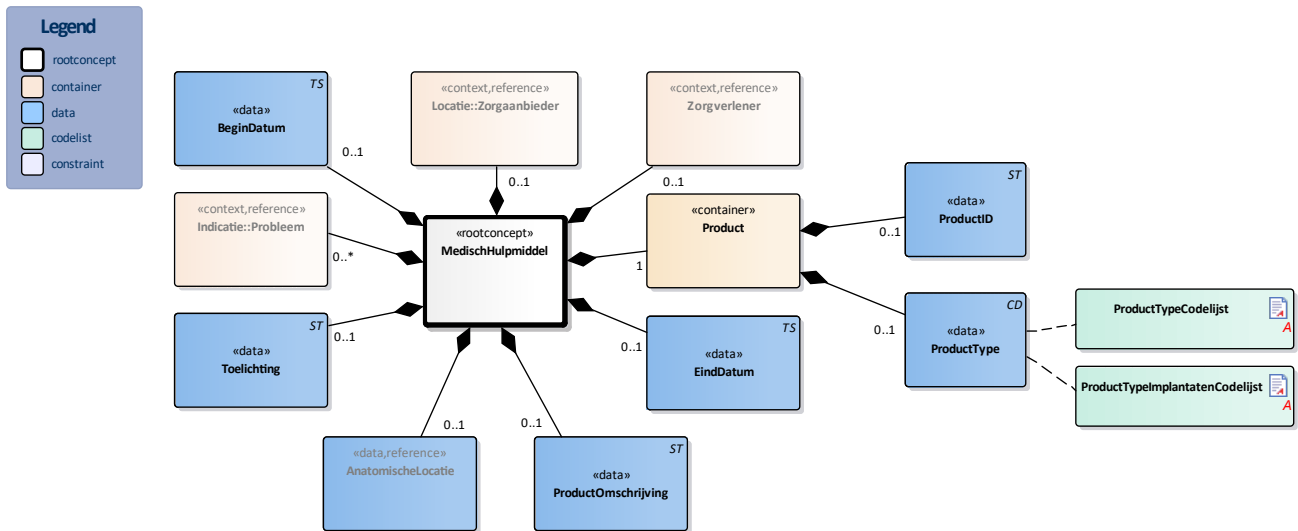 Legend
rootconcept
container
data
codelist
constraint
TS
«data»
BeginDatum
0..1
«context,reference»
Locatie::Zorgaanbieder
0..1
«context,reference»
Zorgverlener
0..1
«context,reference»
Indicatie::Probleem
0..*
«rootconcept»
MedischHulpmiddel
«container»
Product
1
ST
«data»
ProductID
0..1
ST
«data»
Toelichting
0..1
TS
«data»
EindDatum
0..1
CD
«data»
ProductType
0..1
ProductTypeCodelijst
A
ProductTypeImplantatenCodelijst
A
«data,reference»
AnatomischeLocatie
0..1
ST
«data»
ProductOmschrijving
0..1